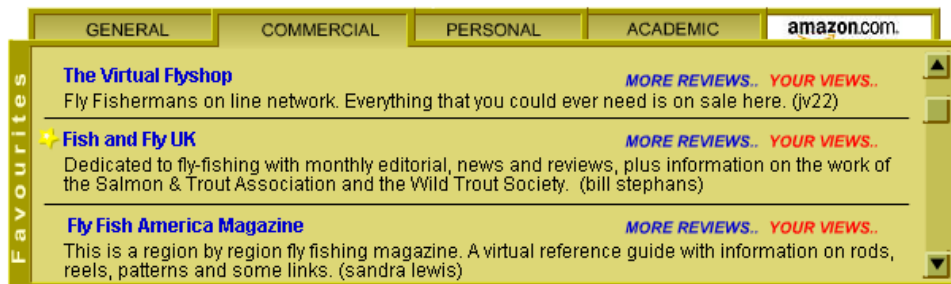 GENERAL COMMERCIAL PERSONAL ACADEMIC amazon.com.
Favourites
The Virtual Flyshop MORE REVIEWS.. YOUR VIEWS..
Fly Fishermans on line network. Everything that you could ever need is on sale here. (jv22)
Fish and Fly UK MORE REVIEWS.. YOUR VIEWS..
Dedicated to fly-fishing with monthly editorial, news and reviews, plus information on the work of
the Salmon & Trout Association and the Wild Trout Society. (bill stephans)
Fly Fish America Magazine MORE REVIEWS.. YOUR VIEWS..
This is a region by region fly fishing magazine. A virtual reference guide with information on rods,
reels, patterns and some links. (sandra lewis)